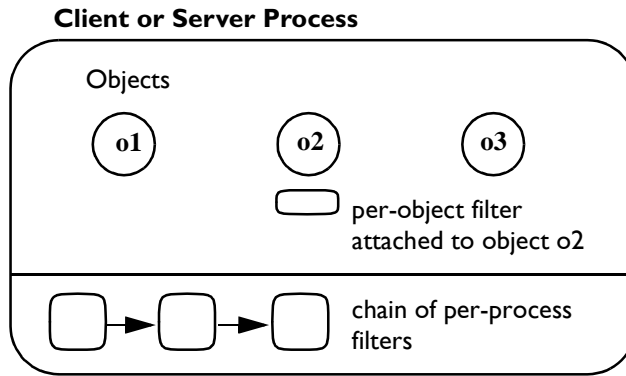 Client or Server Process
Objects
o1 o2 o3
per-object filter
attached to object o2
chain of per-process
filters